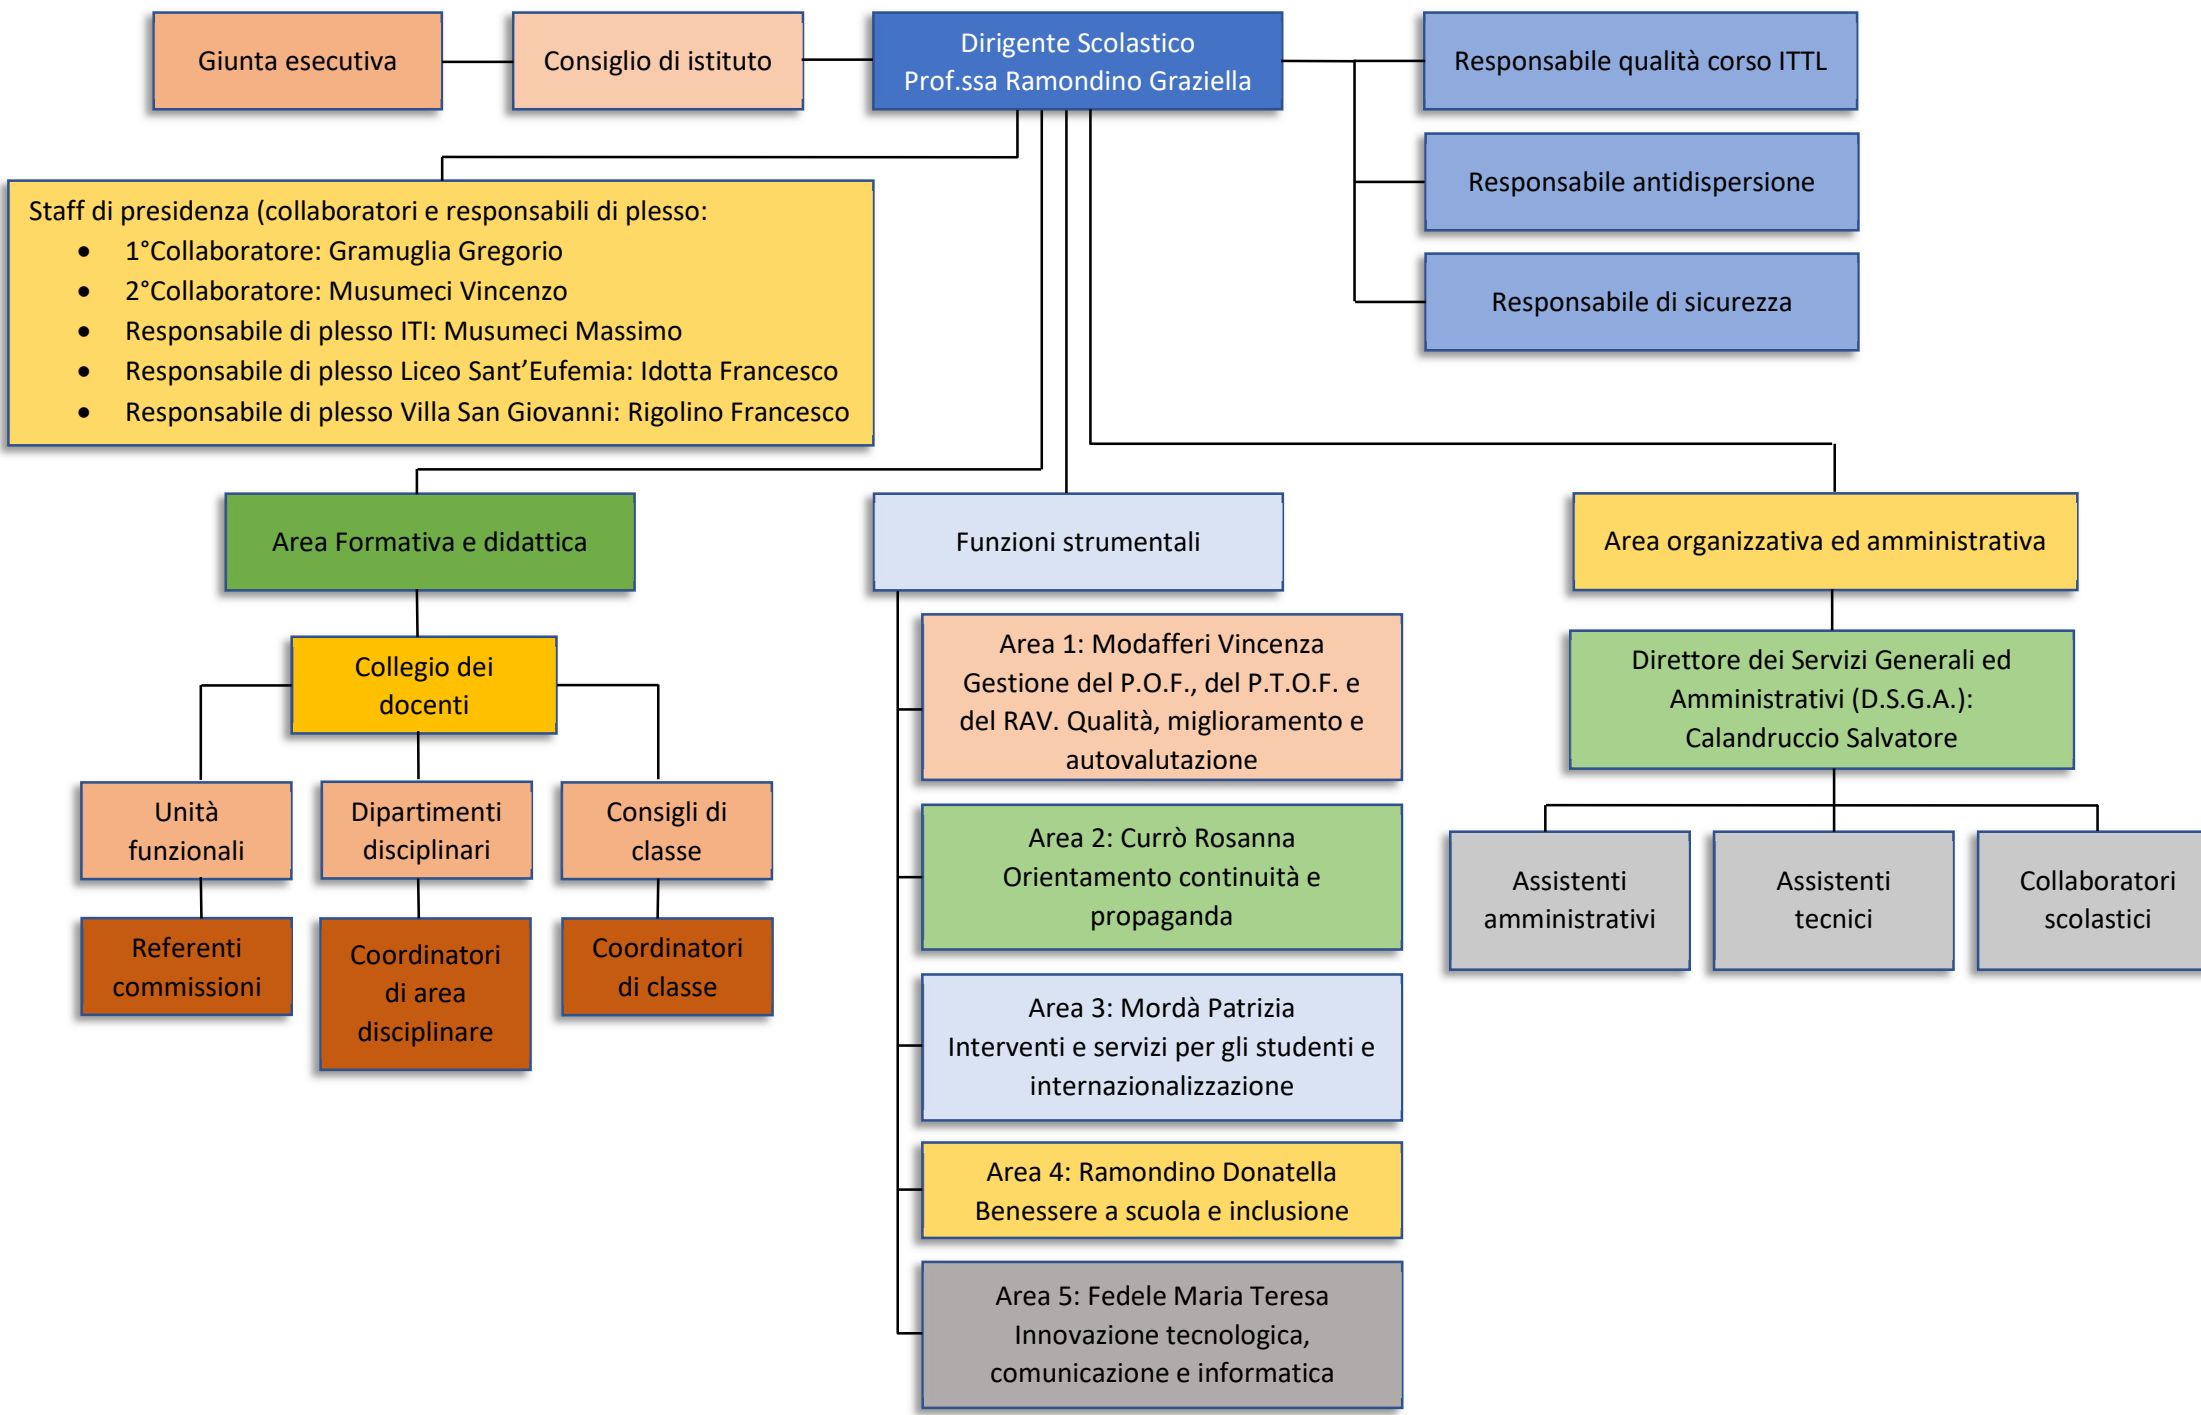 Giunta esecutiva
Consiglio di istituto
Dirigente Scolastico
Prof.ssa Ramondino Graziella
Responsabile qualità corso ITTL
Responsabile antidispersione
Responsabile di sicurezza
Staff di presidenza (collaboratori e responsabili di plesso:
• 1°Collaboratore: Gramuglia Gregorio
• 2°Collaboratore: Musumeci Vincenzo
• Responsabile di plesso ITI: Musumeci Massimo
• Responsabile di plesso Liceo Sant’Eufemia: Idotta Francesco
• Responsabile di plesso Villa San Giovanni: Rigolino Francesco
Area Formativa e didattica
Collegio dei
docenti
Unità
funzionali
Dipartimenti
disciplinari
Consigli di
classe
Referenti
commissioni
Coordinatori
di area
disciplinare
Coordinatori
di classe
Funzioni strumentali
Area 1: Modafferi Vincenza
Gestione del P.O.F., del P.T.O.F. e
del RAV. Qualità, miglioramento e
autovalutazione
Area 2: Currò Rosanna
Orientamento continuità e
propaganda
Area 3: Mordà Patrizia
Interventi e servizi per gli studenti e
internazionalizzazione
Area 4: Ramondino Donatella
Benessere a scuola e inclusione
Area 5: Fedele Maria Teresa
Innovazione tecnologica,
comunicazione e informatica
Area organizzativa ed amministrativa
Direttore dei Servizi Generali ed
Amministrativi (D.S.G.A.):
Calandruccio Salvatore
Assistenti
amministrativi
Assistenti
tecnici
Collaboratori
scolastici